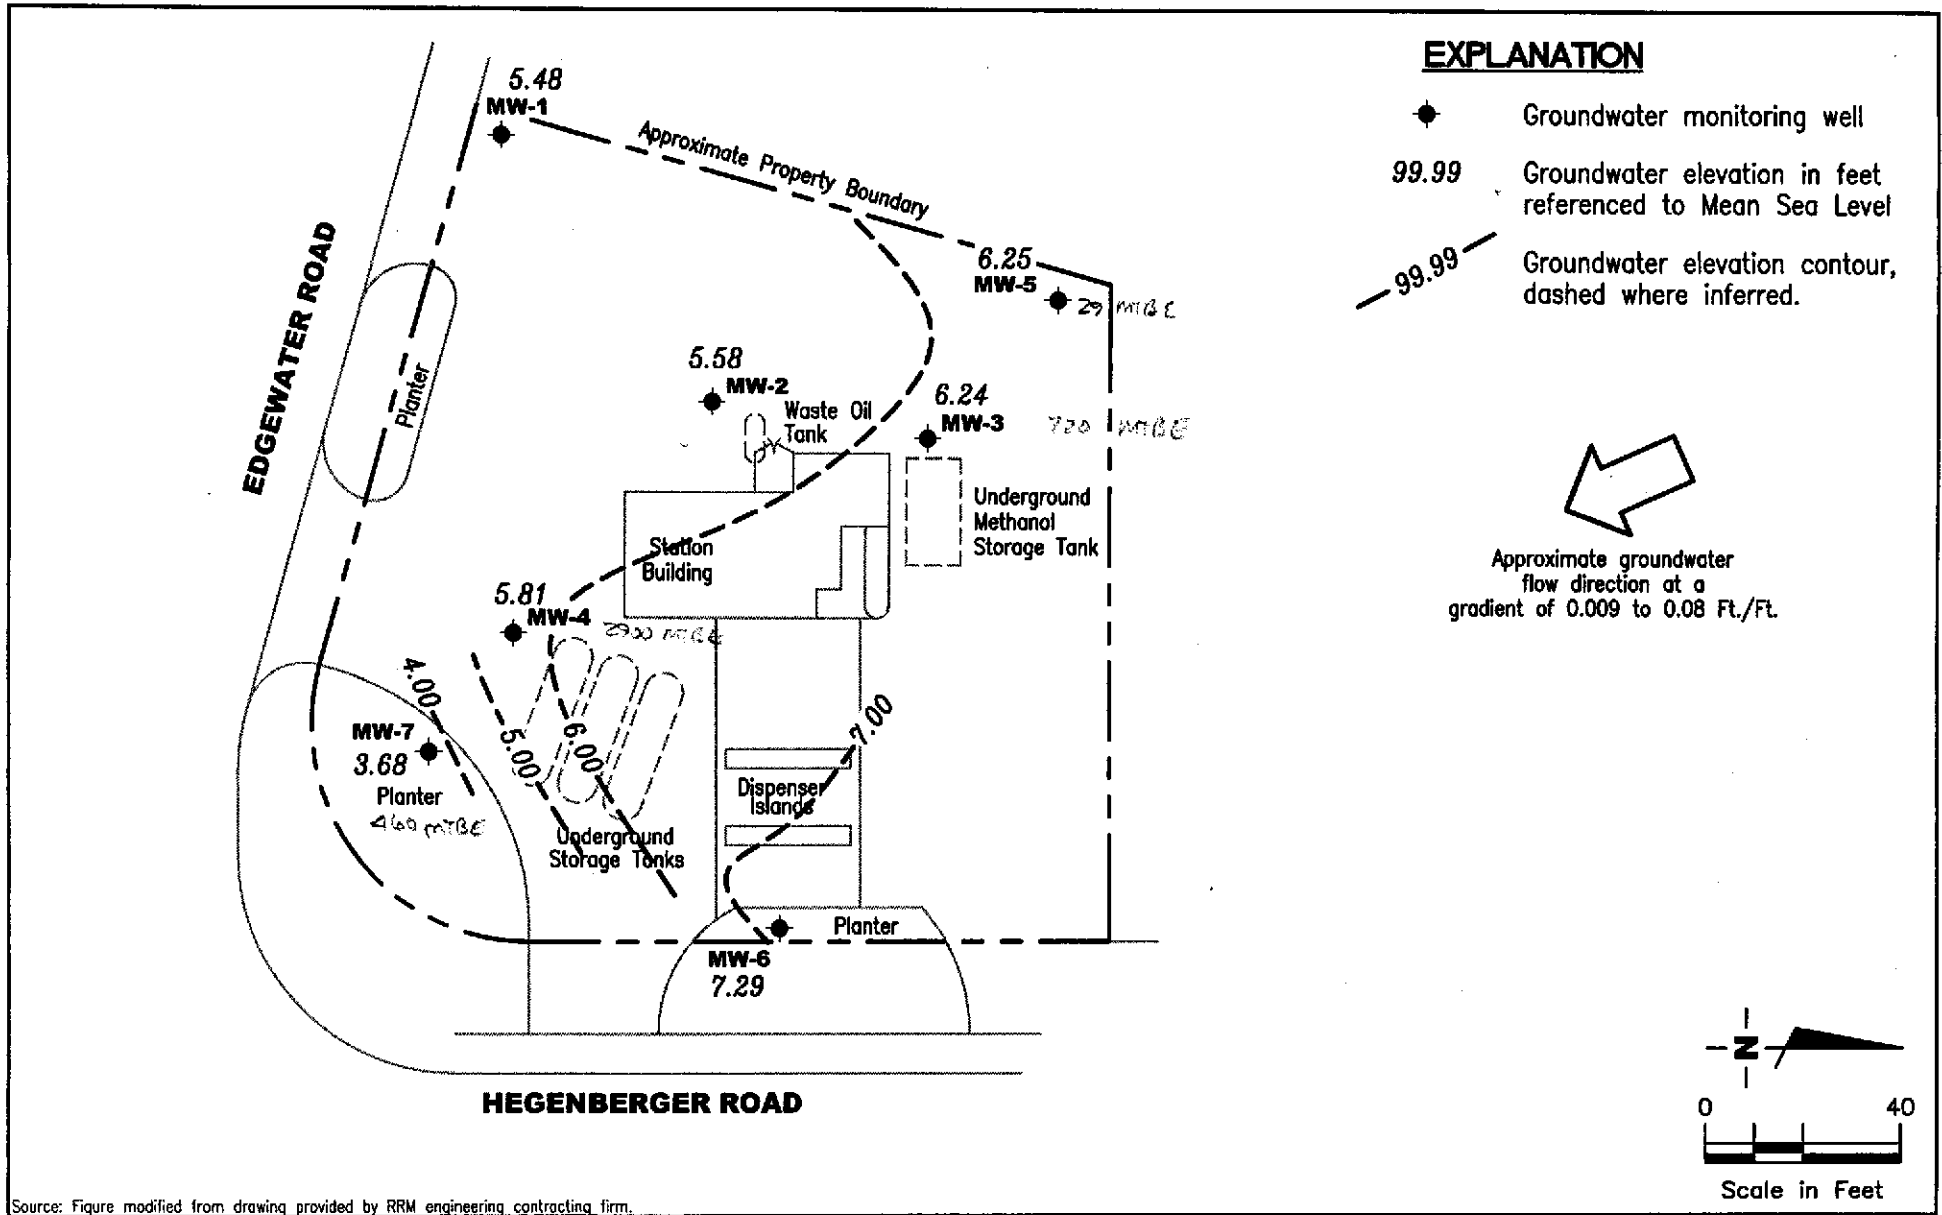 EXPLANATION
Groundwater monitoring well
99.99
Groundwater elevation in feet
referenced to Mean Sea Level
99.99
Groundwater elevation contour,
dashed where inferred.
5.48
MW-1
Approximate Property Boundary
6.25
MW-5
29 MTBE
EDGEWATER ROAD
Planter
5.58
MW-2
Waste Oil
Tank
6.24
MW-3
720 MTBE
Underground
Methanol
Storage Tank
Station
Building
Approximate groundwater
flow direction at a
gradient of 0.009 to 0.08 Ft./Ft.
5.81
MW-4
2900 MTBE
4.00
5.00
6.00
7.00
MW-7
3.68
Planter
460 MTBE
Dispenser
Islands
Underground
Storage Tanks
Planter
MW-6
7.29
HEGENBERGER ROAD
N
0 40
Scale in Feet
Source: Figure modified from drawing provided by RRM engineering contracting firm.